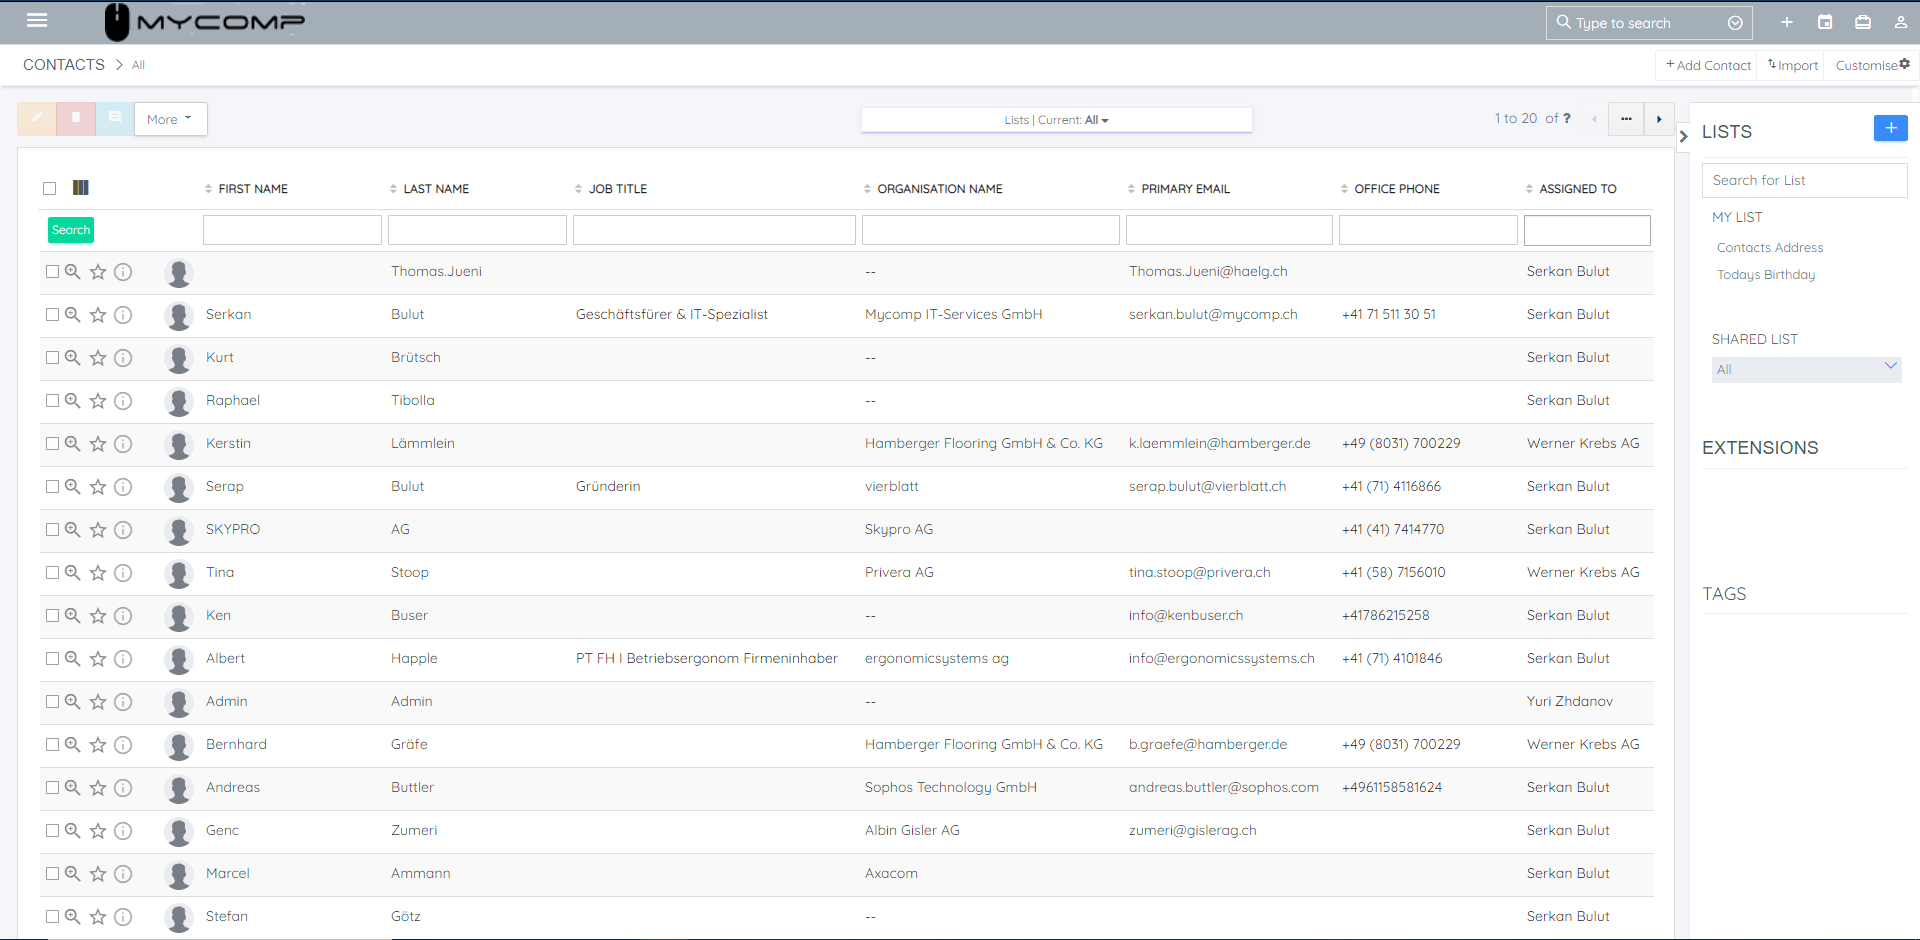 MYCOMP
Type to search
CONTACTS > All
+ Add Contact Import Customise
More
Lists | Current: All
1 to 20 of ?
...
LISTS
+
Search for List
MY LIST
Contacts Address
Todays Birthday
SHARED LIST
All
EXTENSIONS
TAGS
FIRST NAME LAST NAME JOB TITLE ORGANISATION NAME PRIMARY EMAIL OFFICE PHONE ASSIGNED TO
Search
Thomas.Jueni -- Thomas.Jueni@haelg.ch Serkan Bulut
Serkan Bulut Geschäftsfürer & IT-Spezialist Mycomp IT-Services GmbH serkan.bulut@mycomp.ch +41 71 511 30 51 Serkan Bulut
Kurt Brütsch -- Serkan Bulut
Raphael Tibolla -- Serkan Bulut
Kerstin Lämmlein Hamberger Flooring GmbH & Co. KG k.laemmlein@hamberger.de +49 (8031) 700229 Werner Krebs AG
Serap Bulut Gründerin vierblatt serap.bulut@vierblatt.ch +41 (71) 4116866 Serkan Bulut
SKYPRO AG Skypro AG +41 (41) 7414770 Serkan Bulut
Tina Stoop Privera AG tina.stoop@privera.ch +41 (58) 7156010 Werner Krebs AG
Ken Buser -- info@kenbuser.ch +41786215258 Serkan Bulut
Albert Happle PT FH I Betriebsergonom Firmeninhaber ergonomicsystems ag info@ergonomicssystems.ch +41 (71) 4101846 Serkan Bulut
Admin Admin -- Yuri Zhdanov
Bernhard Gräfe Hamberger Flooring GmbH & Co. KG b.graefe@hamberger.de +49 (8031) 700229 Werner Krebs AG
Andreas Buttler Sophos Technology GmbH andreas.buttler@sophos.com +4961158581624 Serkan Bulut
Genc Zumeri Albin Gisler AG zumeri@gislerag.ch Serkan Bulut
Marcel Ammann Axacom Serkan Bulut
Stefan Götz -- Serkan Bulut